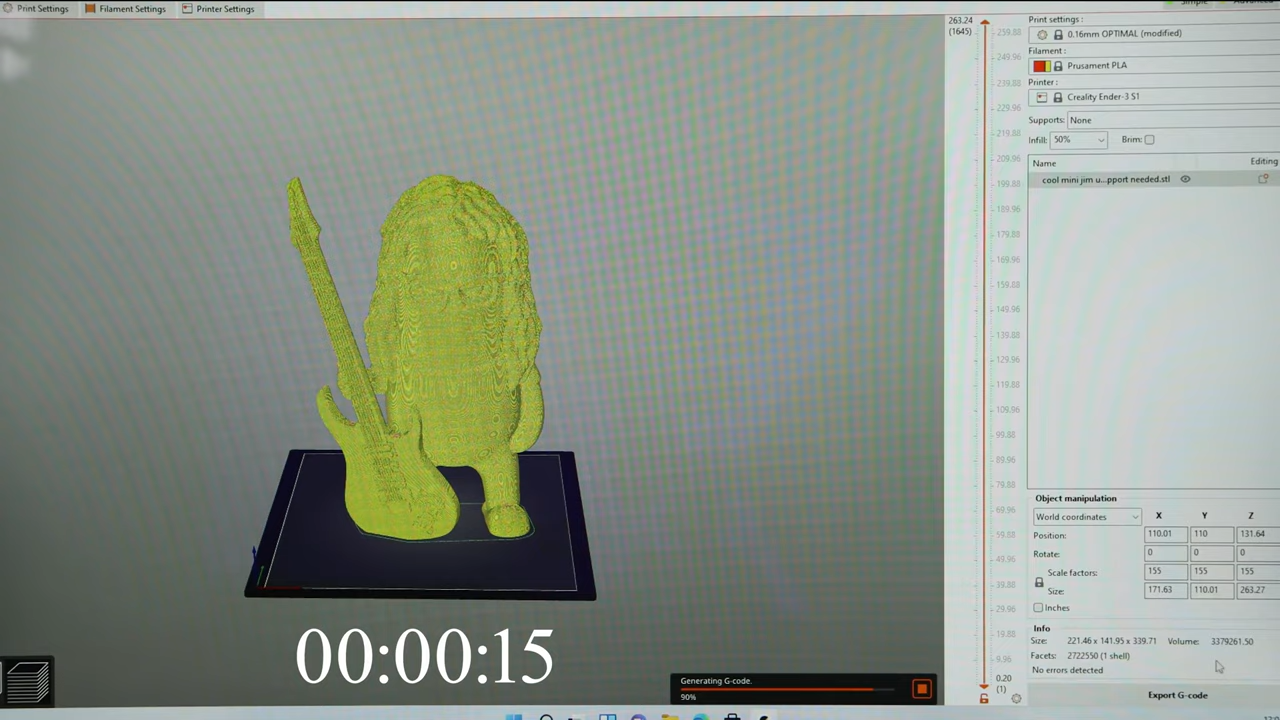 Print Settings
Filament Settings
Printer Settings
263.24
(1645)
259.88
249.96
239.88
229.96
219.88
209.96
199.88
189.96
179.88
169.96
159.88
149.96
139.88
129.96
119.88
109.96
99.88
89.96
79.88
69.96
59.88
49.96
39.88
29.96
19.88
9.96
0.20
(1)
Simple
Print settings :
0.16mm OPTIMAL (modified)
Filament :
Prusament PLA
Printer :
Creality Ender-3 S1
Supports: None
Infill: 50% Brim:
Name Editing
cool mini jim u...pport needed.stl
Object manipulation
World coordinates X Y Z
Position: 110.01 110 131.64
Rotate: 0 0 0
Scale factors: 155 155 155
Size: 171.63 110.01 263.27
Inches
Info
Size: 221.46 x 141.95 x 339.71 Volume: 3379261.50
Facets: 2722550 (1 shell)
No errors detected
Export G-code
Generating G-code.
90%
00:00:15